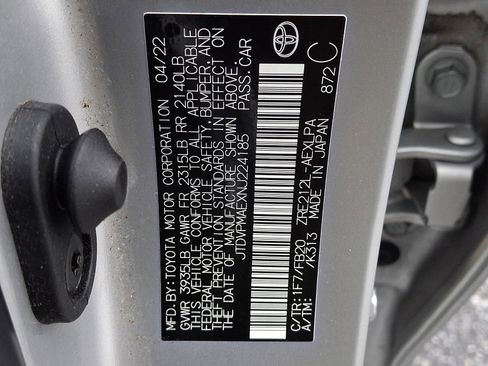 MFD.BY:TOYOTA MOTOR CORPORATION 04/22
GVWR 3935LB GAWR FR 2315LB RR 2140LB
THIS VEHICLE CONFORMS TO ALL APPLICABLE
FEDERAL MOTOR VEHICLE SAFETY,BUMPER,AND
THEFT PREVENTION STANDARDS IN EFFECT ON
THE DATE OF MANUFACTURE SHOWN ABOVE.
JTDVPMAEXNJ224185 PASS.CAR
C/TR: 1F7/FB20 ZRE212L-AEXLPA
A/TM: /K313 MADE IN JAPAN
872 C